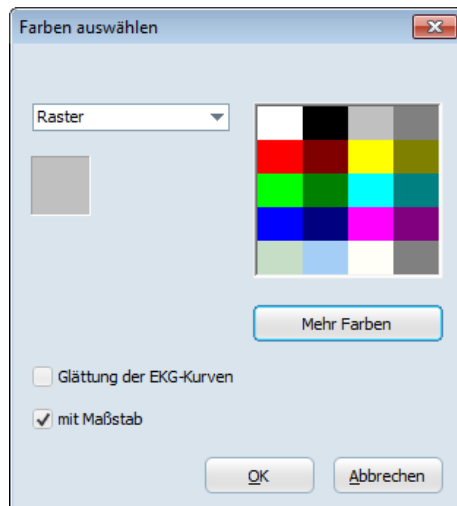 Farben auswählen
Raster
Mehr Farben
Glättung der EKG-Kurven
mit Maßstab
OK
Abbrechen